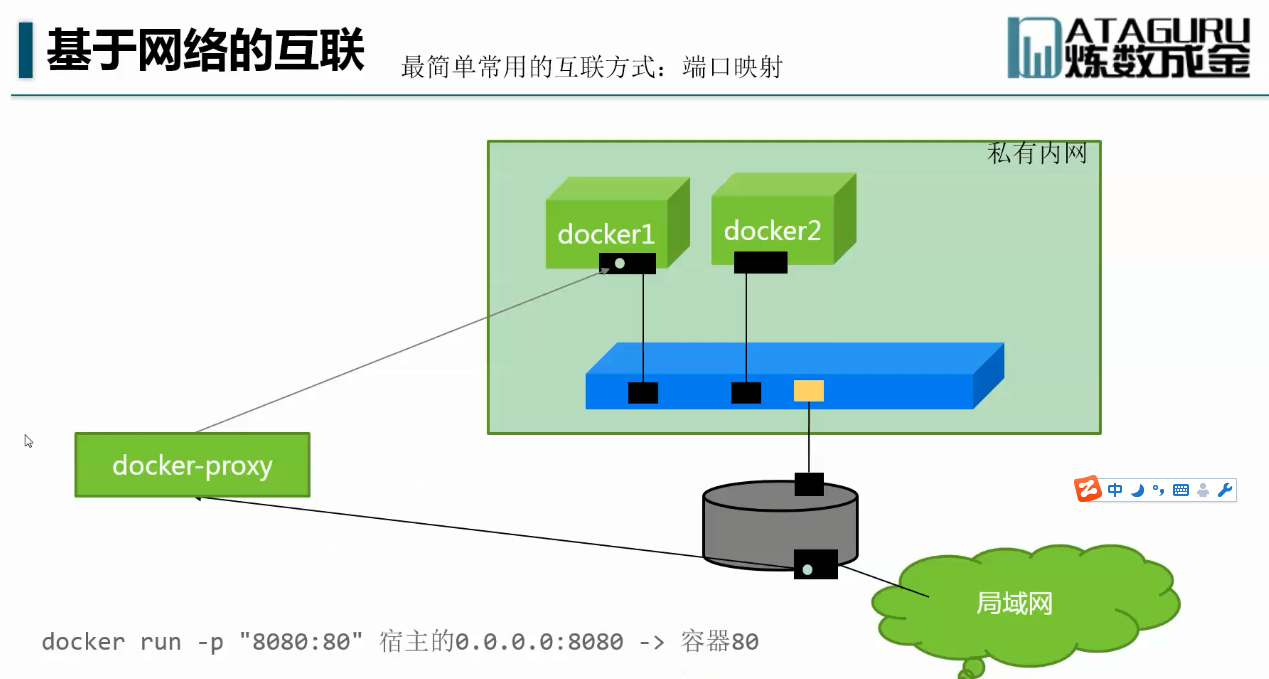 基于网络的互联
最简单常用的互联方式：端口映射
ATAGURU
炼数成金
私有内网
docker1
docker2
docker-proxy
中
局域网
docker run -p "8080:80" 宿主的0.0.0.0:8080 -> 容器80